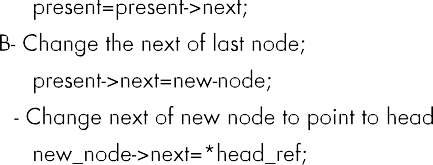 present=present->next;
B- Change the next of last node;
present->next=new-node;
- Change next of new node to point to head
new_node->next=*head_ref;